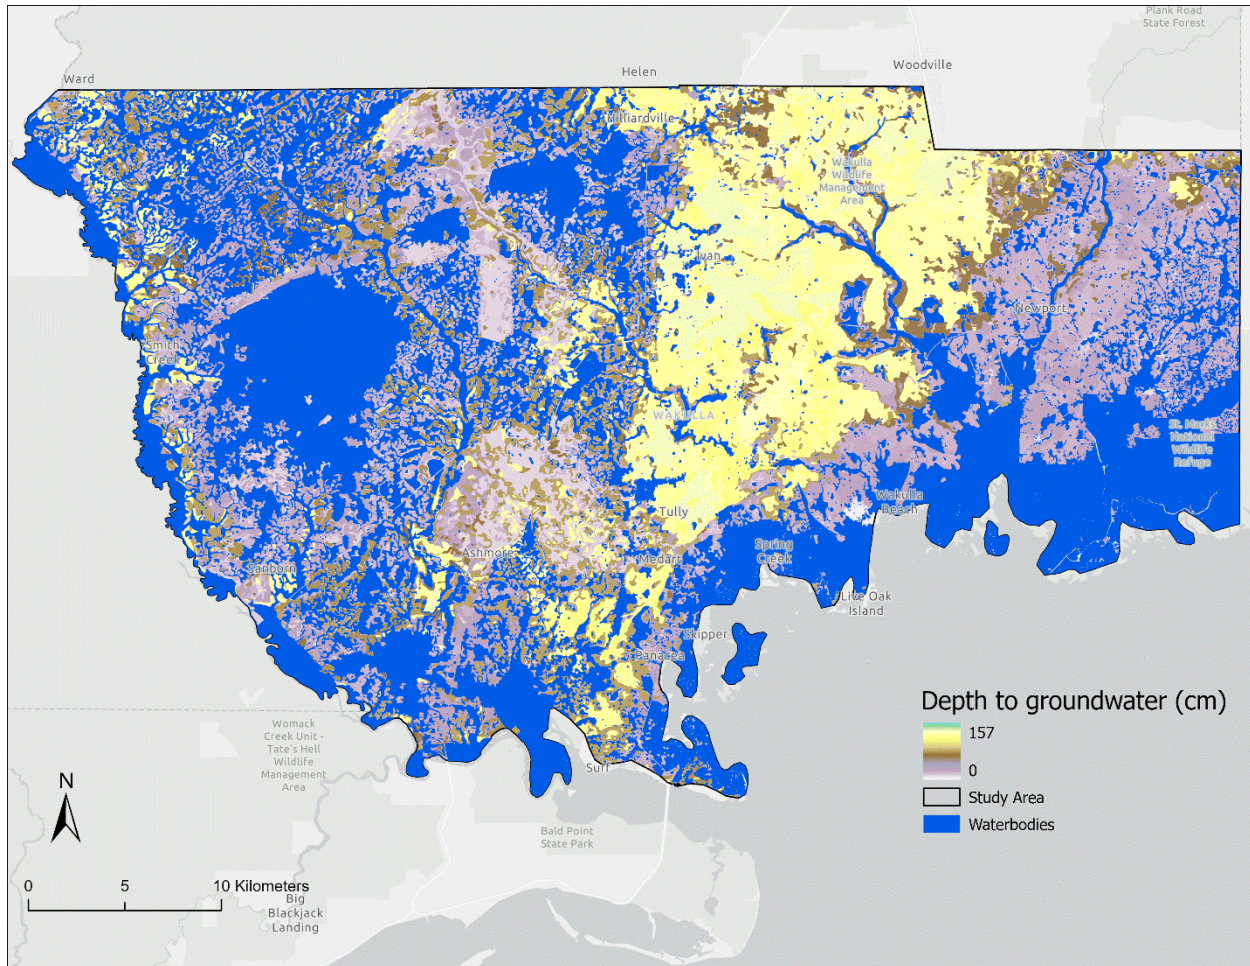 Plank Road
State Forest
Ward
Helen
Woodville
Hilliardville
Wakulla
Wildlife
Management
Area
Ivan
Newport
Smith
Creek
WAKULLA
St. Marks
National
Wildlife
Refuge
Wakulla
Beach
Tully
Ashmore
Medart
Spring
Creek
Sanborn
Live Oak
Island
Skipper
Panacea
Depth to groundwater (cm)
157
0
Study Area
Waterbodies
Womack
Creek Unit -
Tate's Hell
Wildlife
Management
Area
Surf
N
Bald Point
State Park
0 5 10 Kilometers
Big
Blackjack
Landing